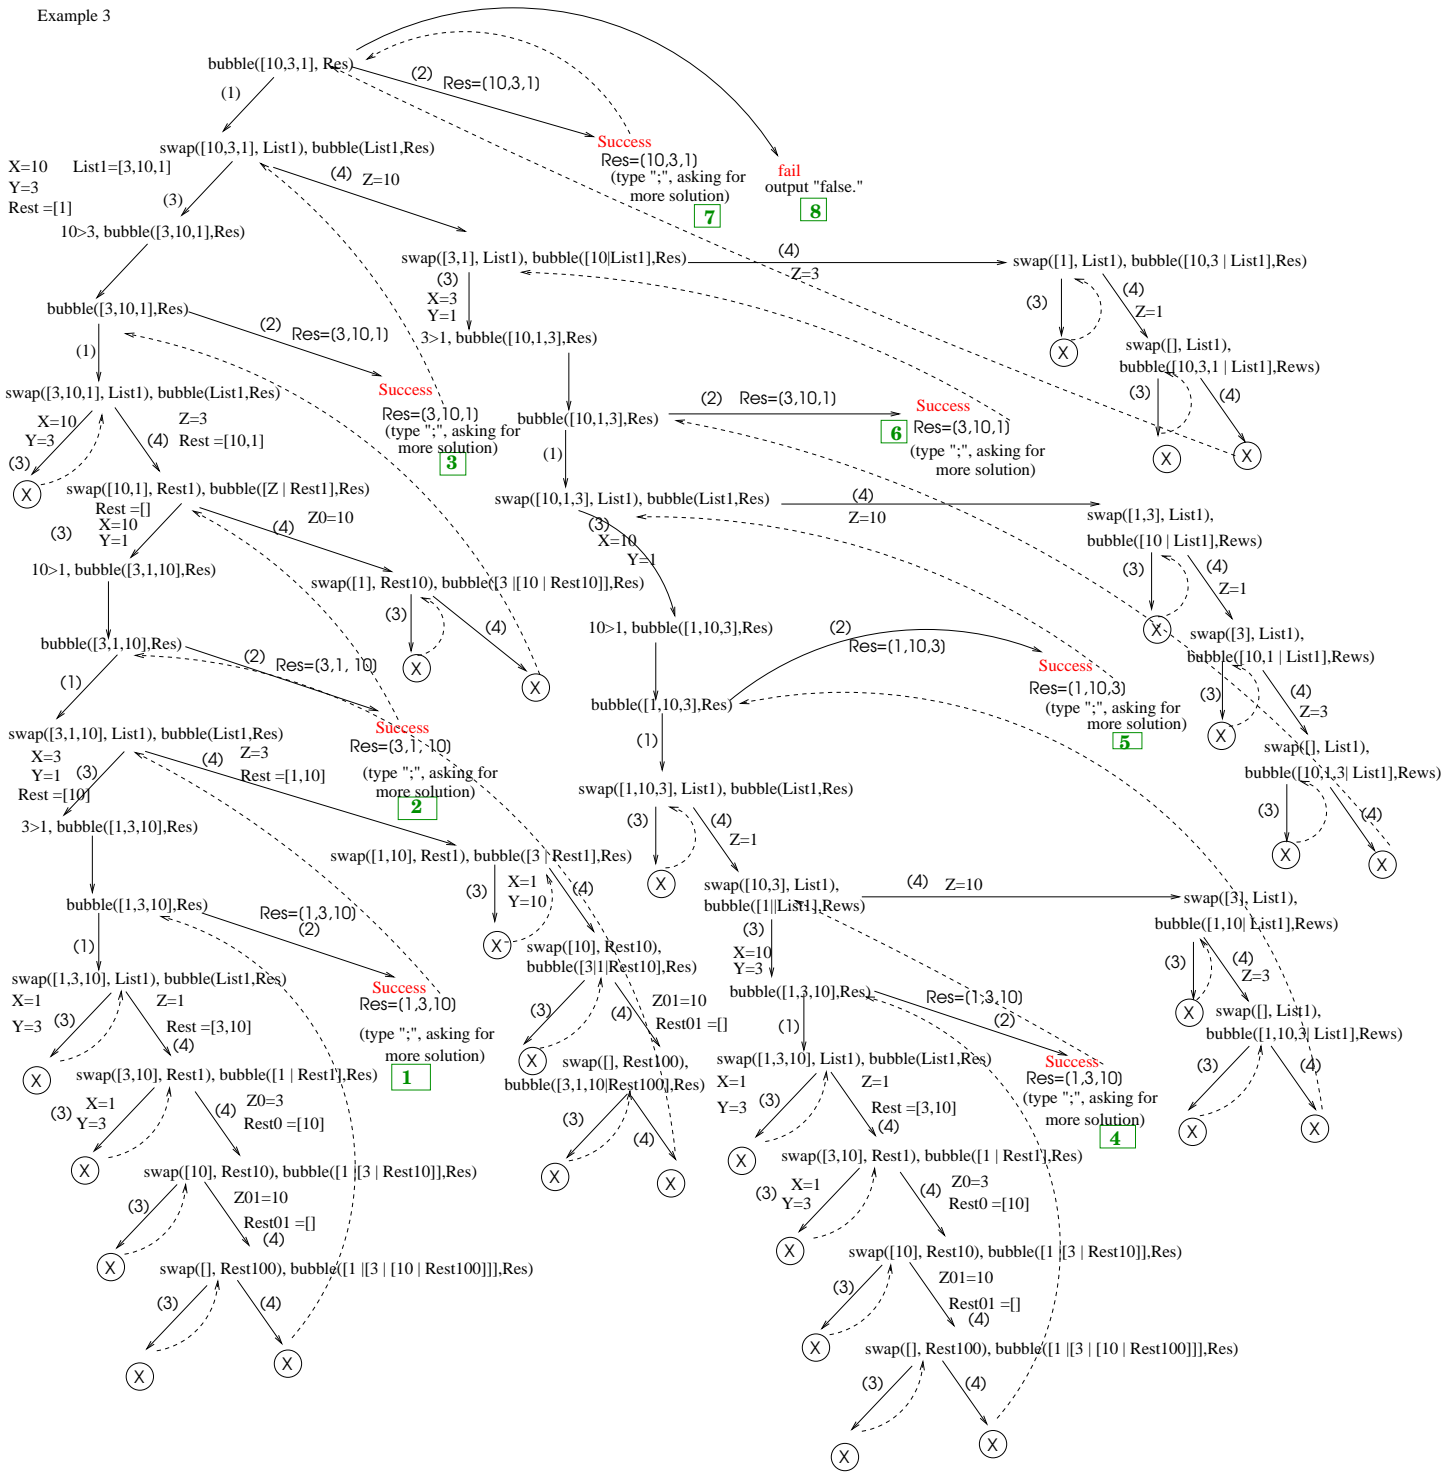 Example 3
bubble([10,3,1], Res)
(1)
(2) Res=(10,3,1)
Success
Res=(10,3,1)
(type ";", asking for
more solution)
7
fail
output "false."
8
swap([10,3,1], List1), bubble(List1,Res)
X=10 List1=[3,10,1]
Y=3
Rest =[1]
(3)
(4) Z=10
10>3, bubble([3,10,1],Res)
swap([3,1], List1), bubble([10|List1],Res)
(4)
Z=3
swap([1], List1), bubble([10,3 | List1],Res)
(3)
X=3
Y=1
3>1, bubble([10,1,3],Res)
(3)
(4)
Z=1
swap([], List1),
bubble([10,3,1 | List1],Rews)
(3)
(4)
X
X
X
bubble([3,10,1],Res)
(1)
(2) Res=(3,10,1)
Success
Res=(3,10,1)
(type ";", asking for
more solution)
3
swap([3,10,1], List1), bubble(List1,Res)
X=10
Y=3
(3)
Z=3
(4) Rest =[10,1]
X
bubble([10,1,3],Res)
(2) Res=(3,10,1)
Success
6
Res=(3,10,1)
(type ";", asking for
more solution)
(1)
swap([10,1], Rest1), bubble([Z | Rest1],Res)
Rest =[]
(3) X=10
Y=1
(4) Z0=10
10>1, bubble([3,1,10],Res)
swap([1], Rest10), bubble([3 |[10 | Rest10]],Res)
(3)
(4)
X
X
swap([10,1,3], List1), bubble(List1,Res)
(4)
Z=10
(3)
X=10
Y=1
swap([1,3], List1),
bubble([10 | List1],Rews)
(3)
(4)
Z=1
X
swap([3], List1),
bubble([10,1 | List1],Rews)
(3)
(4)
Z=3
X
swap([], List1),
bubble([10,1,3| List1],Rews)
(3)
(4)
X
X
10>1, bubble([1,10,3],Res)
bubble([1,10,3],Res)
(2)
Res=(1,10,3)
Success
Res=(1,10,3)
(type ";", asking for
more solution)
5
(1)
bubble([3,1,10],Res)
(1)
(2) Res=(3,1, 10)
Success
Res=(3,1, 10)
(type ";", asking for
more solution)
2
swap([3,1,10], List1), bubble(List1,Res)
X=3
Y=1 (3)
Rest =[10]
(4) Z=3
Rest =[1,10]
3>1, bubble([1,3,10],Res)
swap([1,10], Rest1), bubble([3 | Rest1],Res)
(3)
X=1
Y=10
(4)
X
swap([10], Rest10),
bubble([3|1|Rest10],Res)
(3)
(4)
Z01=10
Rest01 =[]
X
swap([], Rest100),
bubble([3,1,10|Rest100],Res)
(3)
(4)
X
X
swap([1,10,3], List1), bubble(List1,Res)
(3)
(4)
Z=1
X
swap([10,3], List1),
bubble([1||List1],Rews)
(4) Z=10
(3)
X=10
Y=3
swap([3], List1),
bubble([1,10| List1],Rews)
(3)
(4)
Z=3
X
swap([], List1),
bubble([1,10,3 List1],Rews)
(3)
(4)
X
X
bubble([1,3,10],Res)
(1)
Res=(1,3,10)
(2)
Success
Res=(1,3,10)
(type ";", asking for
more solution)
1
swap([1,3,10], List1), bubble(List1,Res)
X=1
Y=3
(3)
Z=1
Rest =[3,10]
(4)
X
swap([3,10], Rest1), bubble([1 | Rest1],Res)
(3) X=1
Y=3
(4) Z0=3
Rest0 =[10]
X
swap([10], Rest10), bubble([1 |[3 | Rest10]],Res)
(3)
Z01=10
Rest01 =[]
(4)
X
swap([], Rest100), bubble([1 |[3 | [10 | Rest100]]],Res)
(3)
(4)
X
X
bubble([1,3,10],Res)
(1)
Res=(1,3,10)
(2)
Success
Res=(1,3,10)
(type ";", asking for
more solution)
4
swap([1,3,10], List1), bubble(List1,Res)
X=1
Y=3
(3)
Z=1
Rest =[3,10]
(4)
X
swap([3,10], Rest1), bubble([1 | Rest1],Res)
(3) X=1
Y=3
(4) Z0=3
Rest0 =[10]
X
swap([10], Rest10), bubble([1 |[3 | Rest10]],Res)
(3)
Z01=10
Rest01 =[]
(4)
X
swap([], Rest100), bubble([1 |[3 | [10 | Rest100]]],Res)
(3)
(4)
X
X